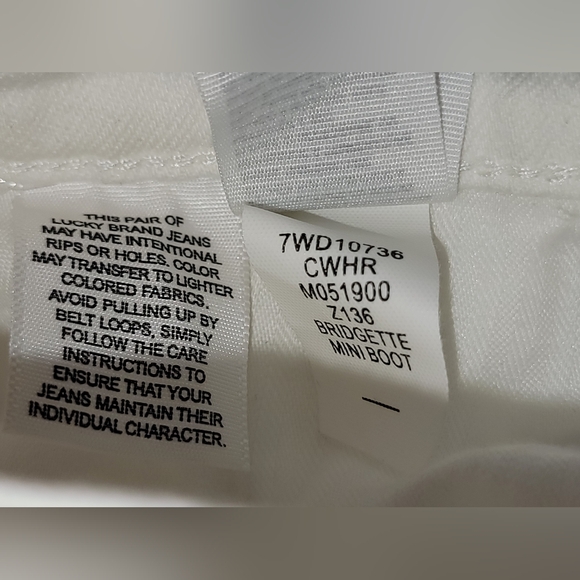 THIS PAIR OF
LUCKY BRAND JEANS
MAY HAVE INTENTIONAL
RIPS OR HOLES. COLOR
MAY TRANSFER TO LIGHTER
COLORED FABRICS.
AVOID PULLING UP BY
BELT LOOPS, SIMPLY
FOLLOW THE CARE
INSTRUCTIONS TO
ENSURE THAT YOUR
JEANS MAINTAIN THEIR
INDIVIDUAL CHARACTER.
7WD10736
CWHR
M051900
Z136
BRIDGETTE
MINI BOOT